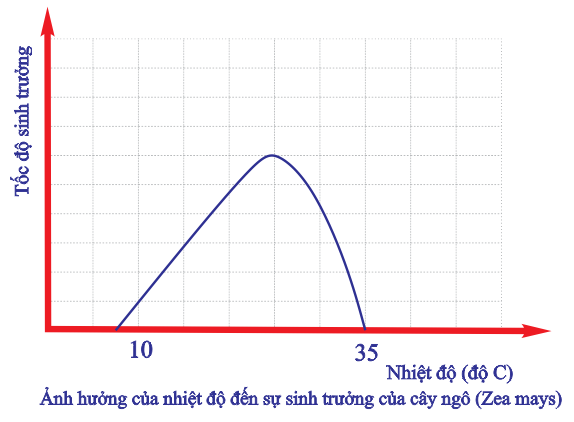 Tốc độ sinh trưởng
10
35
Nhiệt độ (độ C)
Ảnh hưởng của nhiệt độ đến sự sinh trưởng của cây ngô (Zea mays)